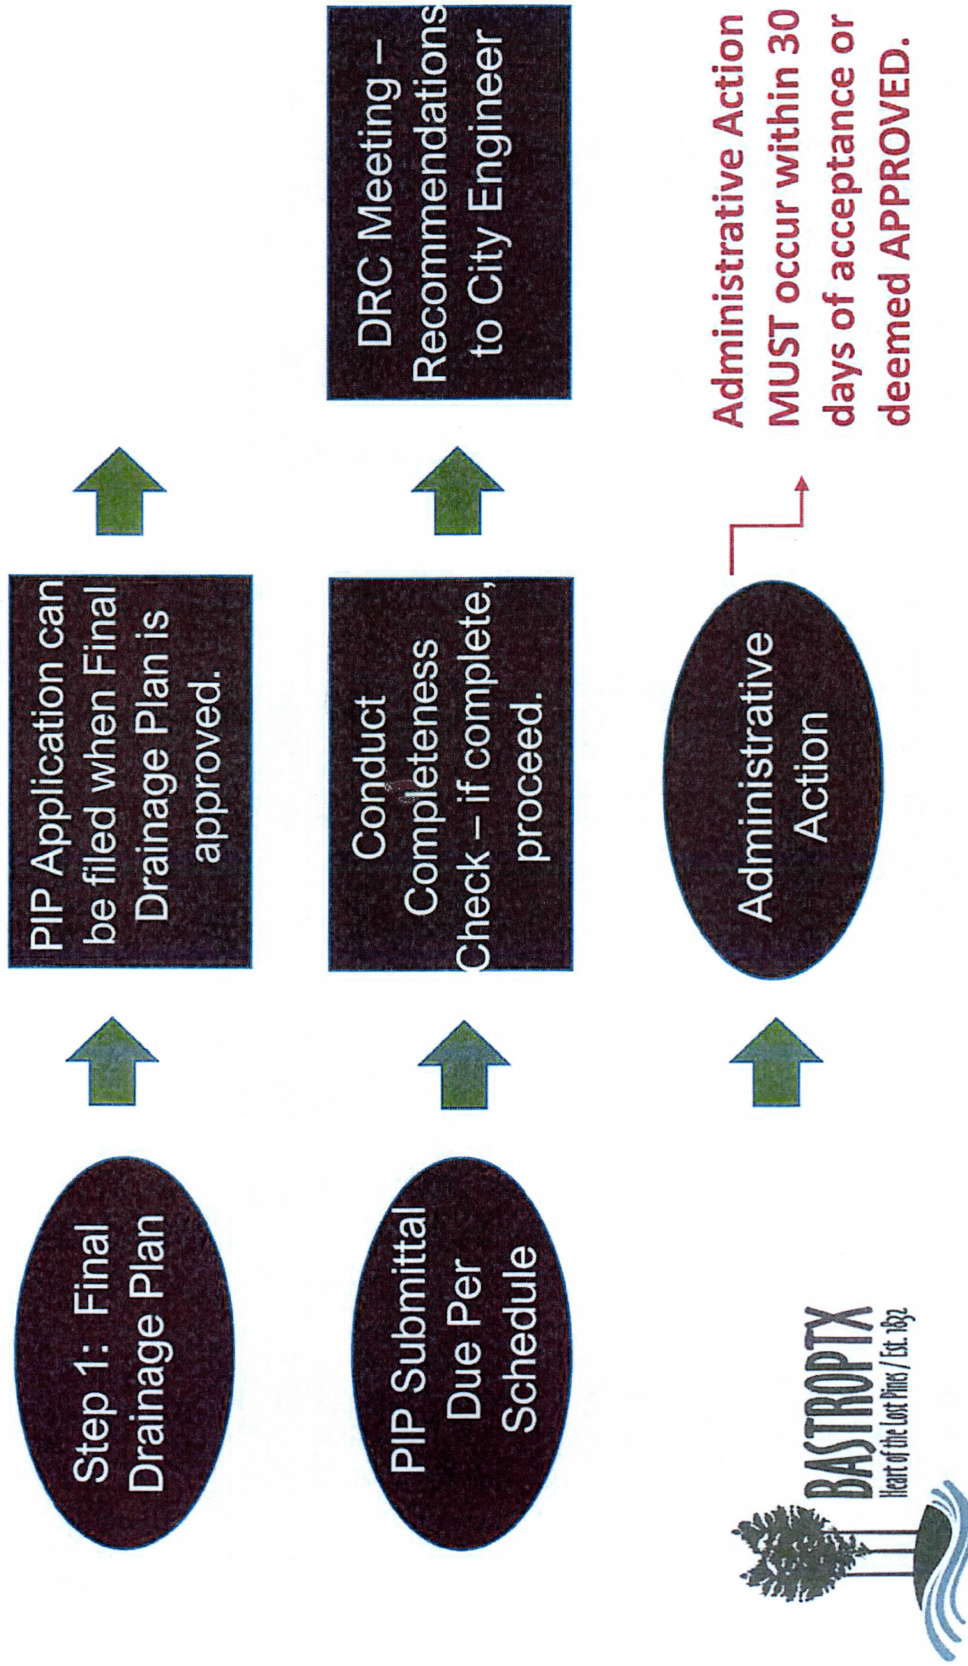 Step 1: Final
Drainage Plan
PIP Application can
be filed when Final
Drainage Plan is
approved.
PIP Submittal
Due Per
Schedule
Conduct
Completeness
Check – if complete,
proceed.
DRC Meeting –
Recommendations
to City Engineer
Administrative
Action
Administrative Action
MUST occur within 30
days of acceptance or
deemed APPROVED.
BASTROPTX
Heart of the Lost Pines / Est. 1832